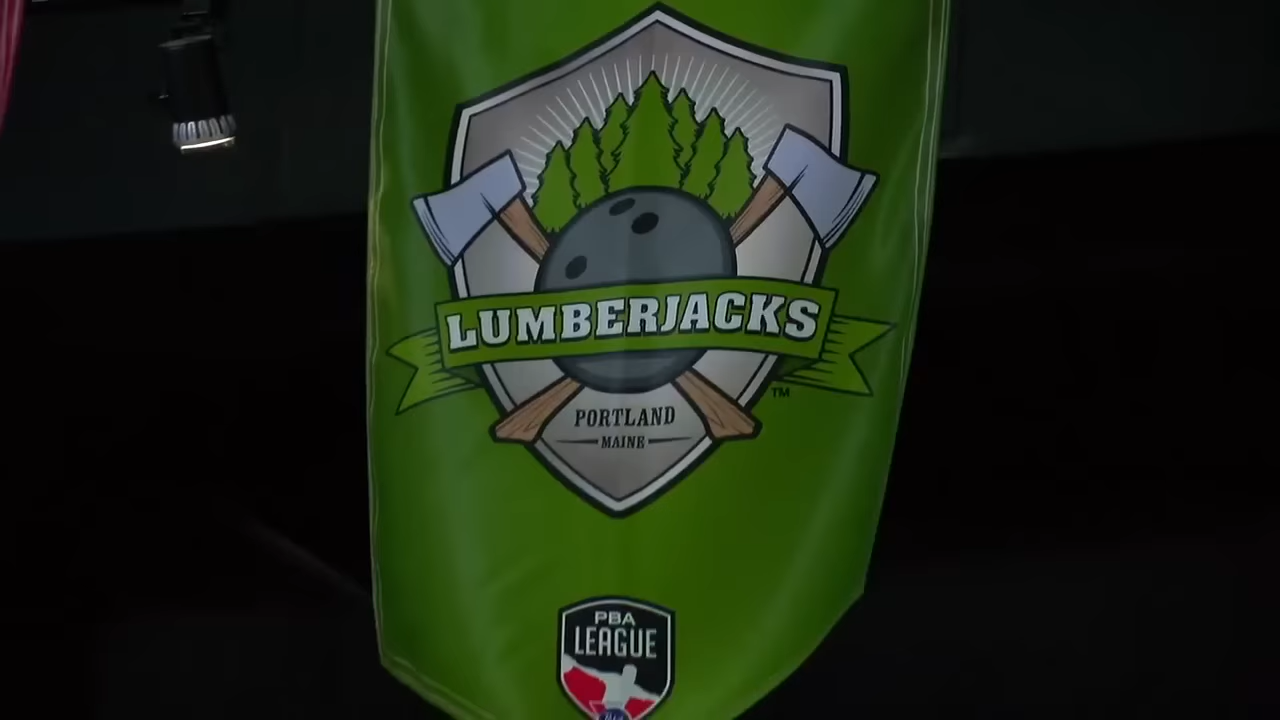 LUMBERJACKS
TM
PORTLAND
MAINE
PBA
LEAGUE